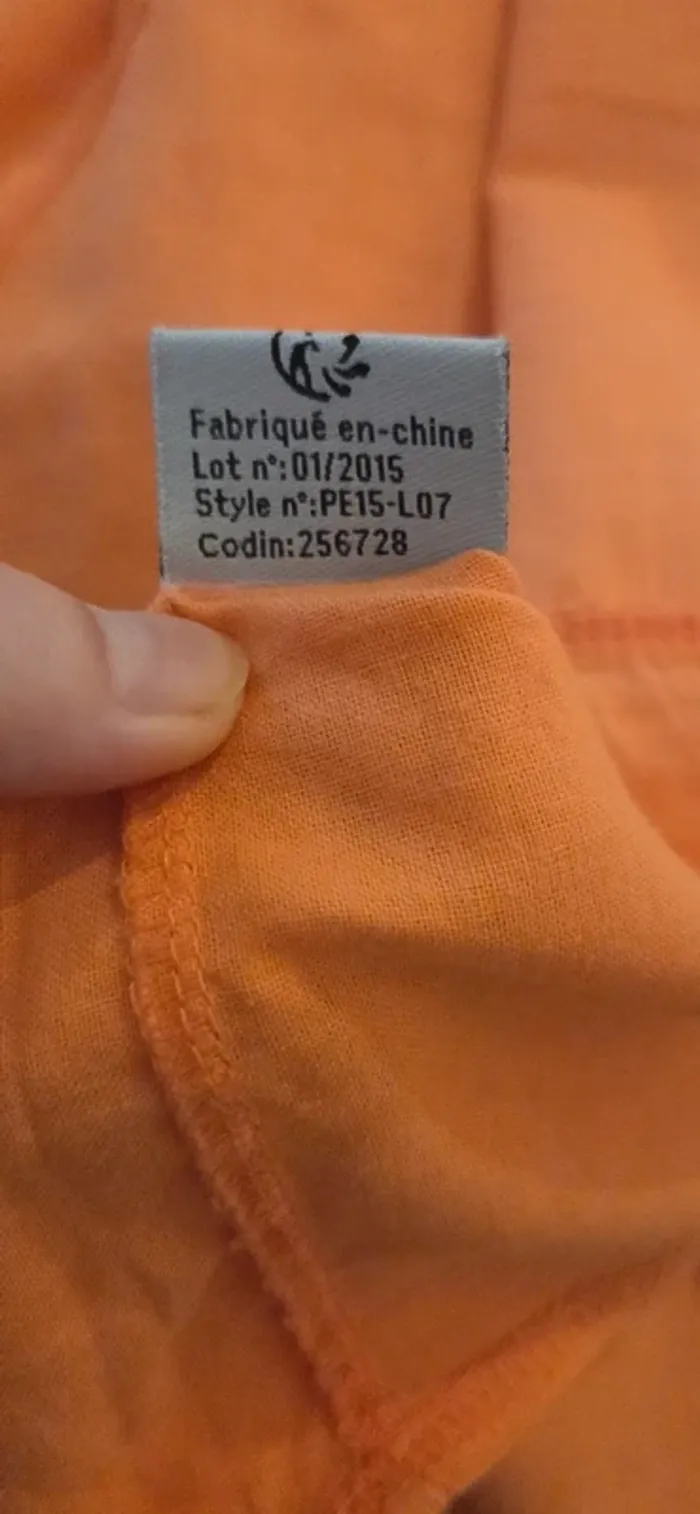 Fabriqué en-chine
Lot n°:01/2015
Style n°:PE15-L07
Codin:256728